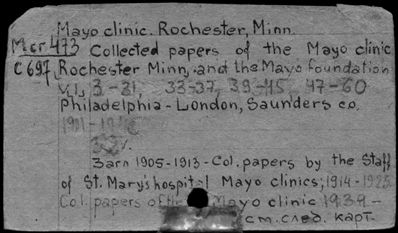 Mayo clinic. Rochester, Minn.
Mcr 473 Collected papers of the Mayo clinic
C697 Rochester Minn, and the Mayo foundation
v.1, 3-31, 33-37, 39-45, 47-60
Philadelphia - London, Saunders co.
1911-
33v.
Загл 1905-1913 - Col. papers by the Staff
of St. Mary's hospital Mayo clinics; 1914-1925
Col. papers of the Mayo clinic 1939-
см. след. карт.